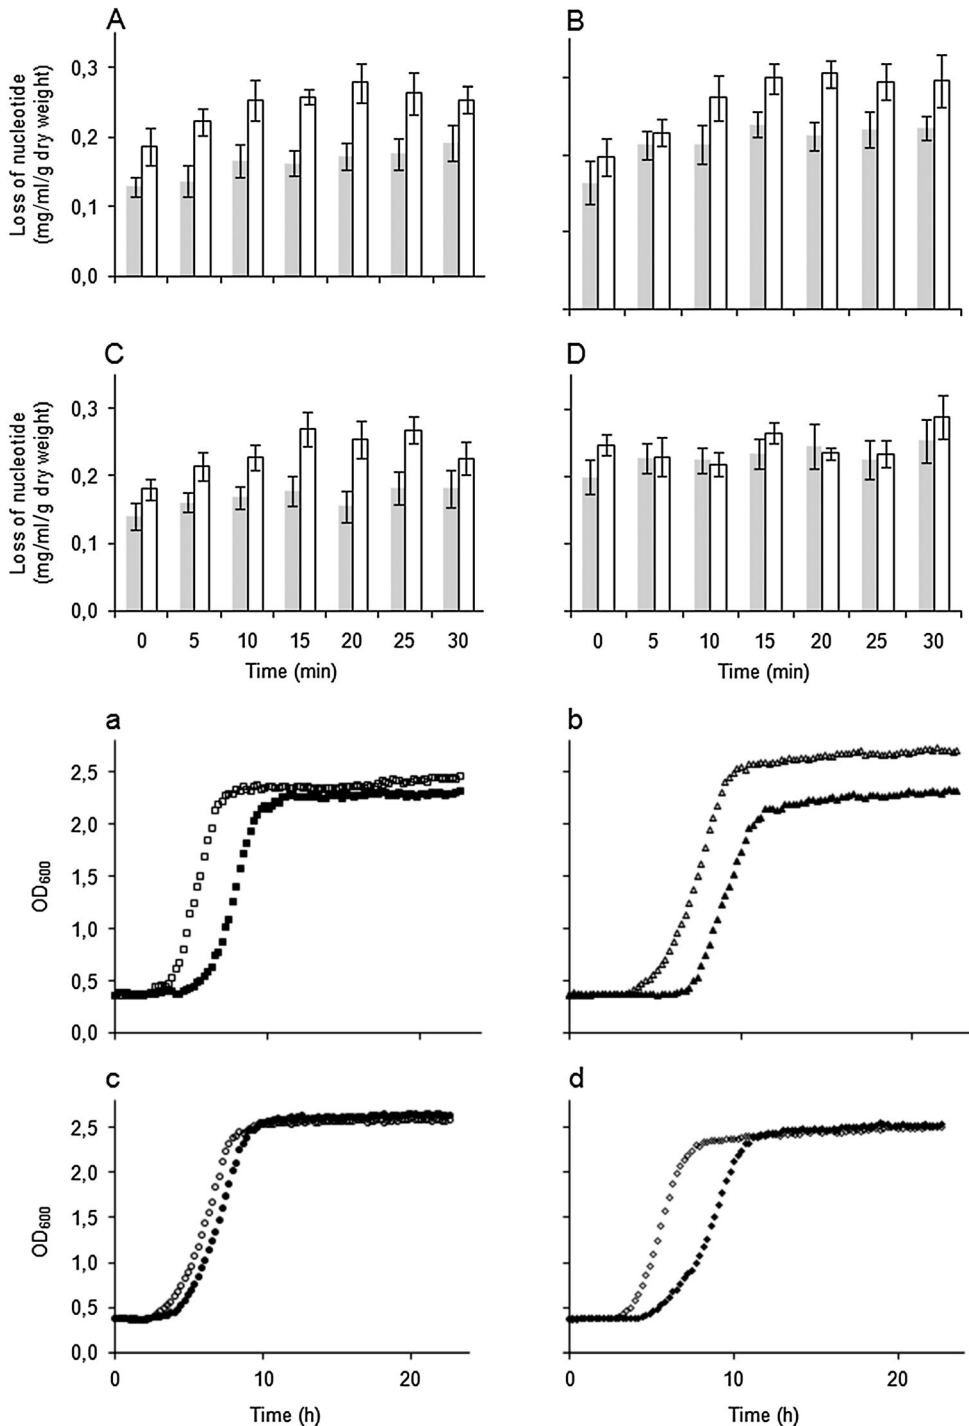 A
B
Loss of nucleotide
(mg/ml/g dry weight)
0,3
0,2
0,1
0,0
C
D
Loss of nucleotide
(mg/ml/g dry weight)
0,3
0,2
0,1
0,0
0 5 10 15 20 25 30
Time (min)
0 5 10 15 20 25 30
Time (min)
a
b
OD600
2,5
2,0
1,5
1,0
0,5
0,0
c
d
OD600
2,5
2,0
1,5
1,0
0,5
0,0
0 10 20
Time (h)
0 10 20
Time (h)